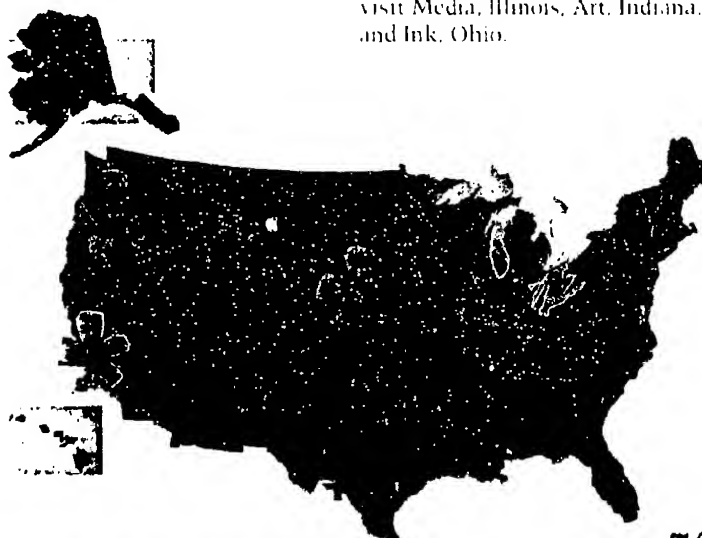 visit Media, Illinois, Art, Indiana,
and Ink, Ohio.